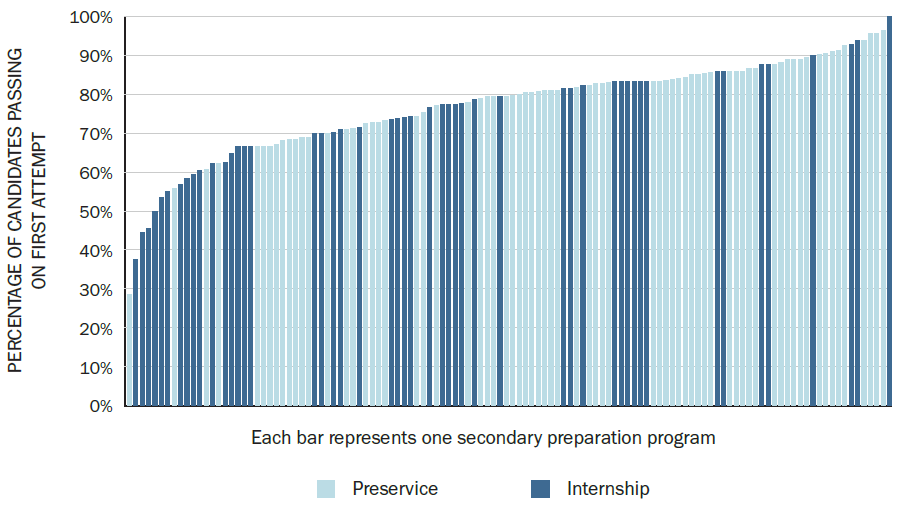 PERCENTAGE OF CANDIDATES PASSING
ON FIRST ATTEMPT
100%
90%
80%
70%
60%
50%
40%
30%
20%
10%
0%
Each bar represents one secondary preparation program
Preservice
Internship